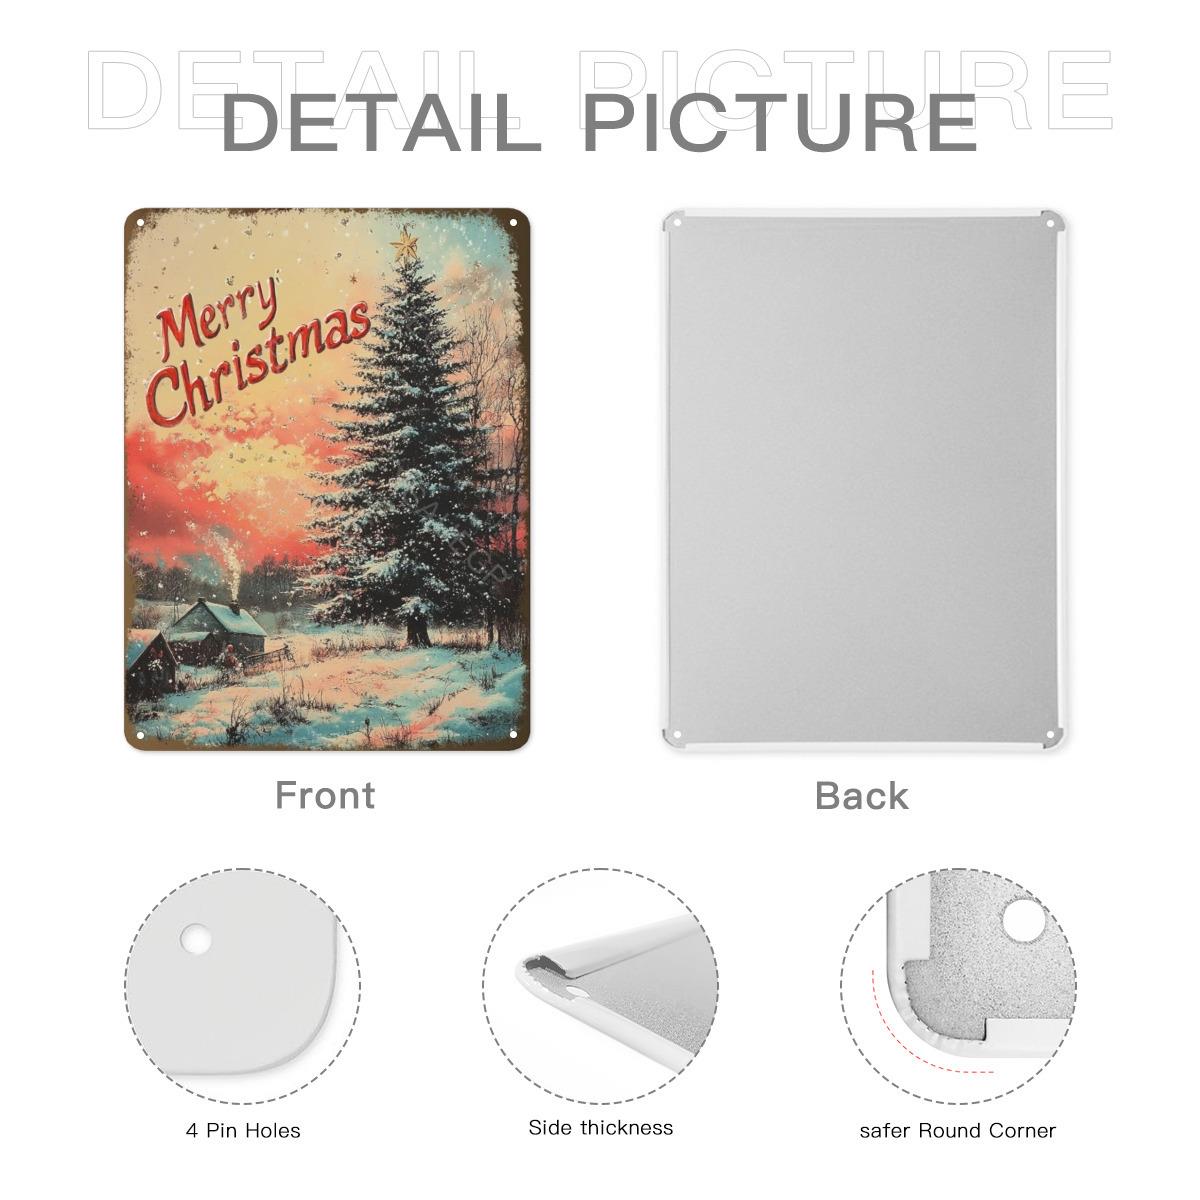 DETAIL PICTURE
DETAIL PICTURE
Merry
Christmas
Front
Back
4 Pin Holes
Side thickness
safer Round Corner